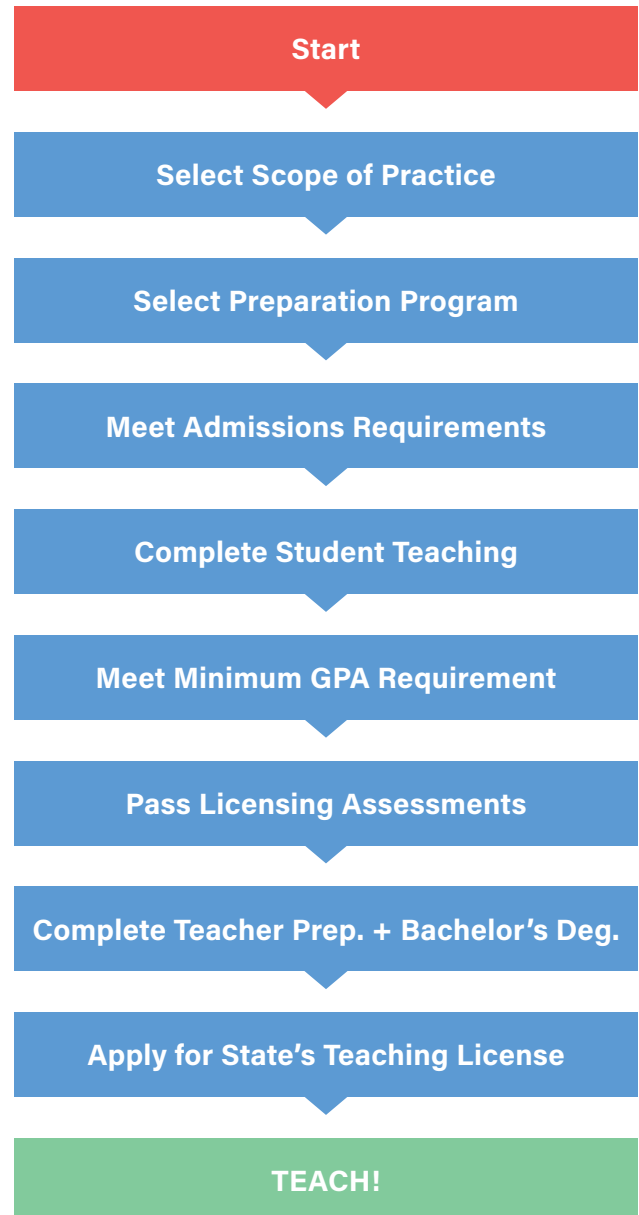 Start
Select Scope of Practice
Select Preparation Program
Meet Admissions Requirements
Complete Student Teaching
Meet Minimum GPA Requirement
Pass Licensing Assessments
Complete Teacher Prep. + Bachelor’s Deg.
Apply for State’s Teaching License
TEACH!